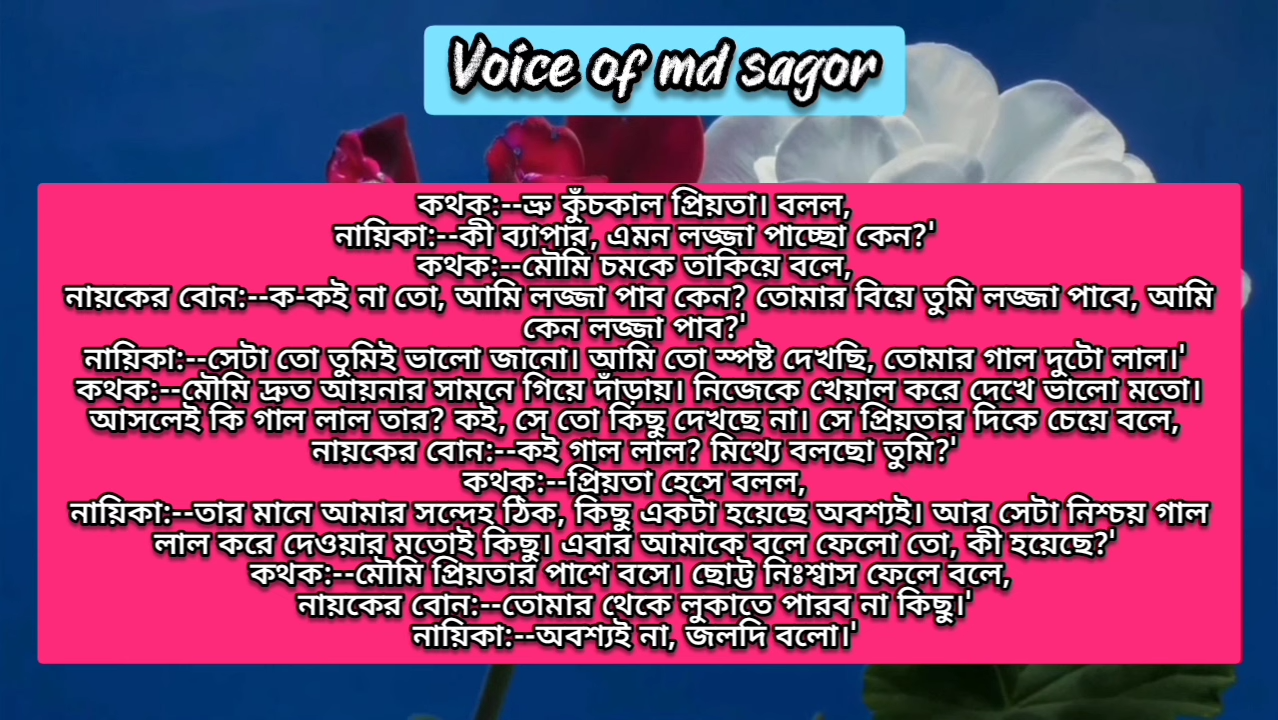 Voice of md sagor
কথক:--ভ্রু কুঁচকাল প্রিয়তা। বলল,
নায়িকা:--কী ব্যাপার, এমন লজ্জা পাচ্ছো কেন?'
কথক:--মৌমি চমকে তাকিয়ে বলে,
নায়কের বোন:--ক-কই না তো, আমি লজ্জা পাব কেন? তোমার বিয়ে তুমি লজ্জা পাবে, আমি
কেন লজ্জা পাব?'
নায়িকা:--সেটা তো তুমিই ভালো জানো। আমি তো স্পষ্ট দেখছি, তোমার গাল দুটো লাল।'
কথক:--মৌমি দ্রুত আয়নার সামনে গিয়ে দাঁড়ায়। নিজেকে খেয়াল করে দেখে ভালো মতো।
আসলেই কি গাল লাল তার? কই, সে তো কিছু দেখছে না। সে প্রিয়তার দিকে চেয়ে বলে,
নায়কের বোন:--কই গাল লাল? মিথ্যে বলছো তুমি?'
কথক:--প্রিয়তা হেসে বলল,
নায়িকা:--তার মানে আমার সন্দেহ ঠিক, কিছু একটা হয়েছে অবশ্যই। আর সেটা নিশ্চয় গাল
লাল করে দেওয়ার মতোই কিছু। এবার আমাকে বলে ফেলো তো, কী হয়েছে?'
কথক:--মৌমি প্রিয়তার পাশে বসে। ছোট্ট নিঃশ্বাস ফেলে বলে,
নায়কের বোন:--তোমার থেকে লুকাতে পারব না কিছু।'
নায়িকা:--অবশ্যই না, জলদি বলো।'